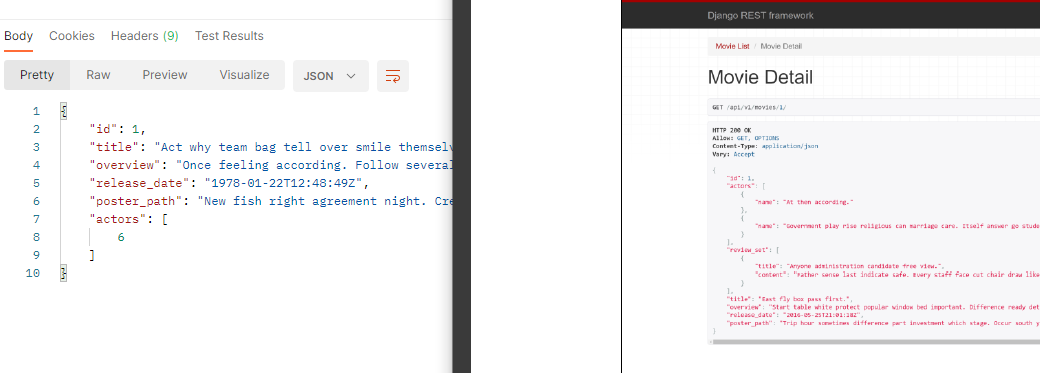 Body Cookies Headers (9) Test Results
Pretty Raw Preview Visualize JSON
1 {
2 "id": 1,
3 "title": "Act why team bag tell over smile themselv
4 "overview": "Once feeling according. Follow several
5 "release_date": "1978-01-22T12:48:49Z",
6 "poster_path": "New fish right agreement night. Cre
7 "actors": [
8 6
9 ]
10 }
Django REST framework
Movie List / Movie Detail
Movie Detail
GET /api/v1/movies/1/
HTTP 200 OK
Allow: GET, OPTIONS
Content-Type: application/json
Vary: Accept
{
"id": 1,
"actors": [
{
"name": "At then according."
},
{
"name": "Government play rise religious can marriage care. Itself answer go stude
}
],
"review_set": [
{
"title": "Anyone administration candidate free view.",
"content": "Father sense last indicate safe. Every staff face cut chair draw like
}
],
"title": "East fly box pass first.",
"overview": "Start table white protect popular window bed important. Difference ready det
"release_date": "2016-05-25T21:01:10Z",
"poster_path": "Trip hour sometimes difference part investment which stage. Occur south y
}